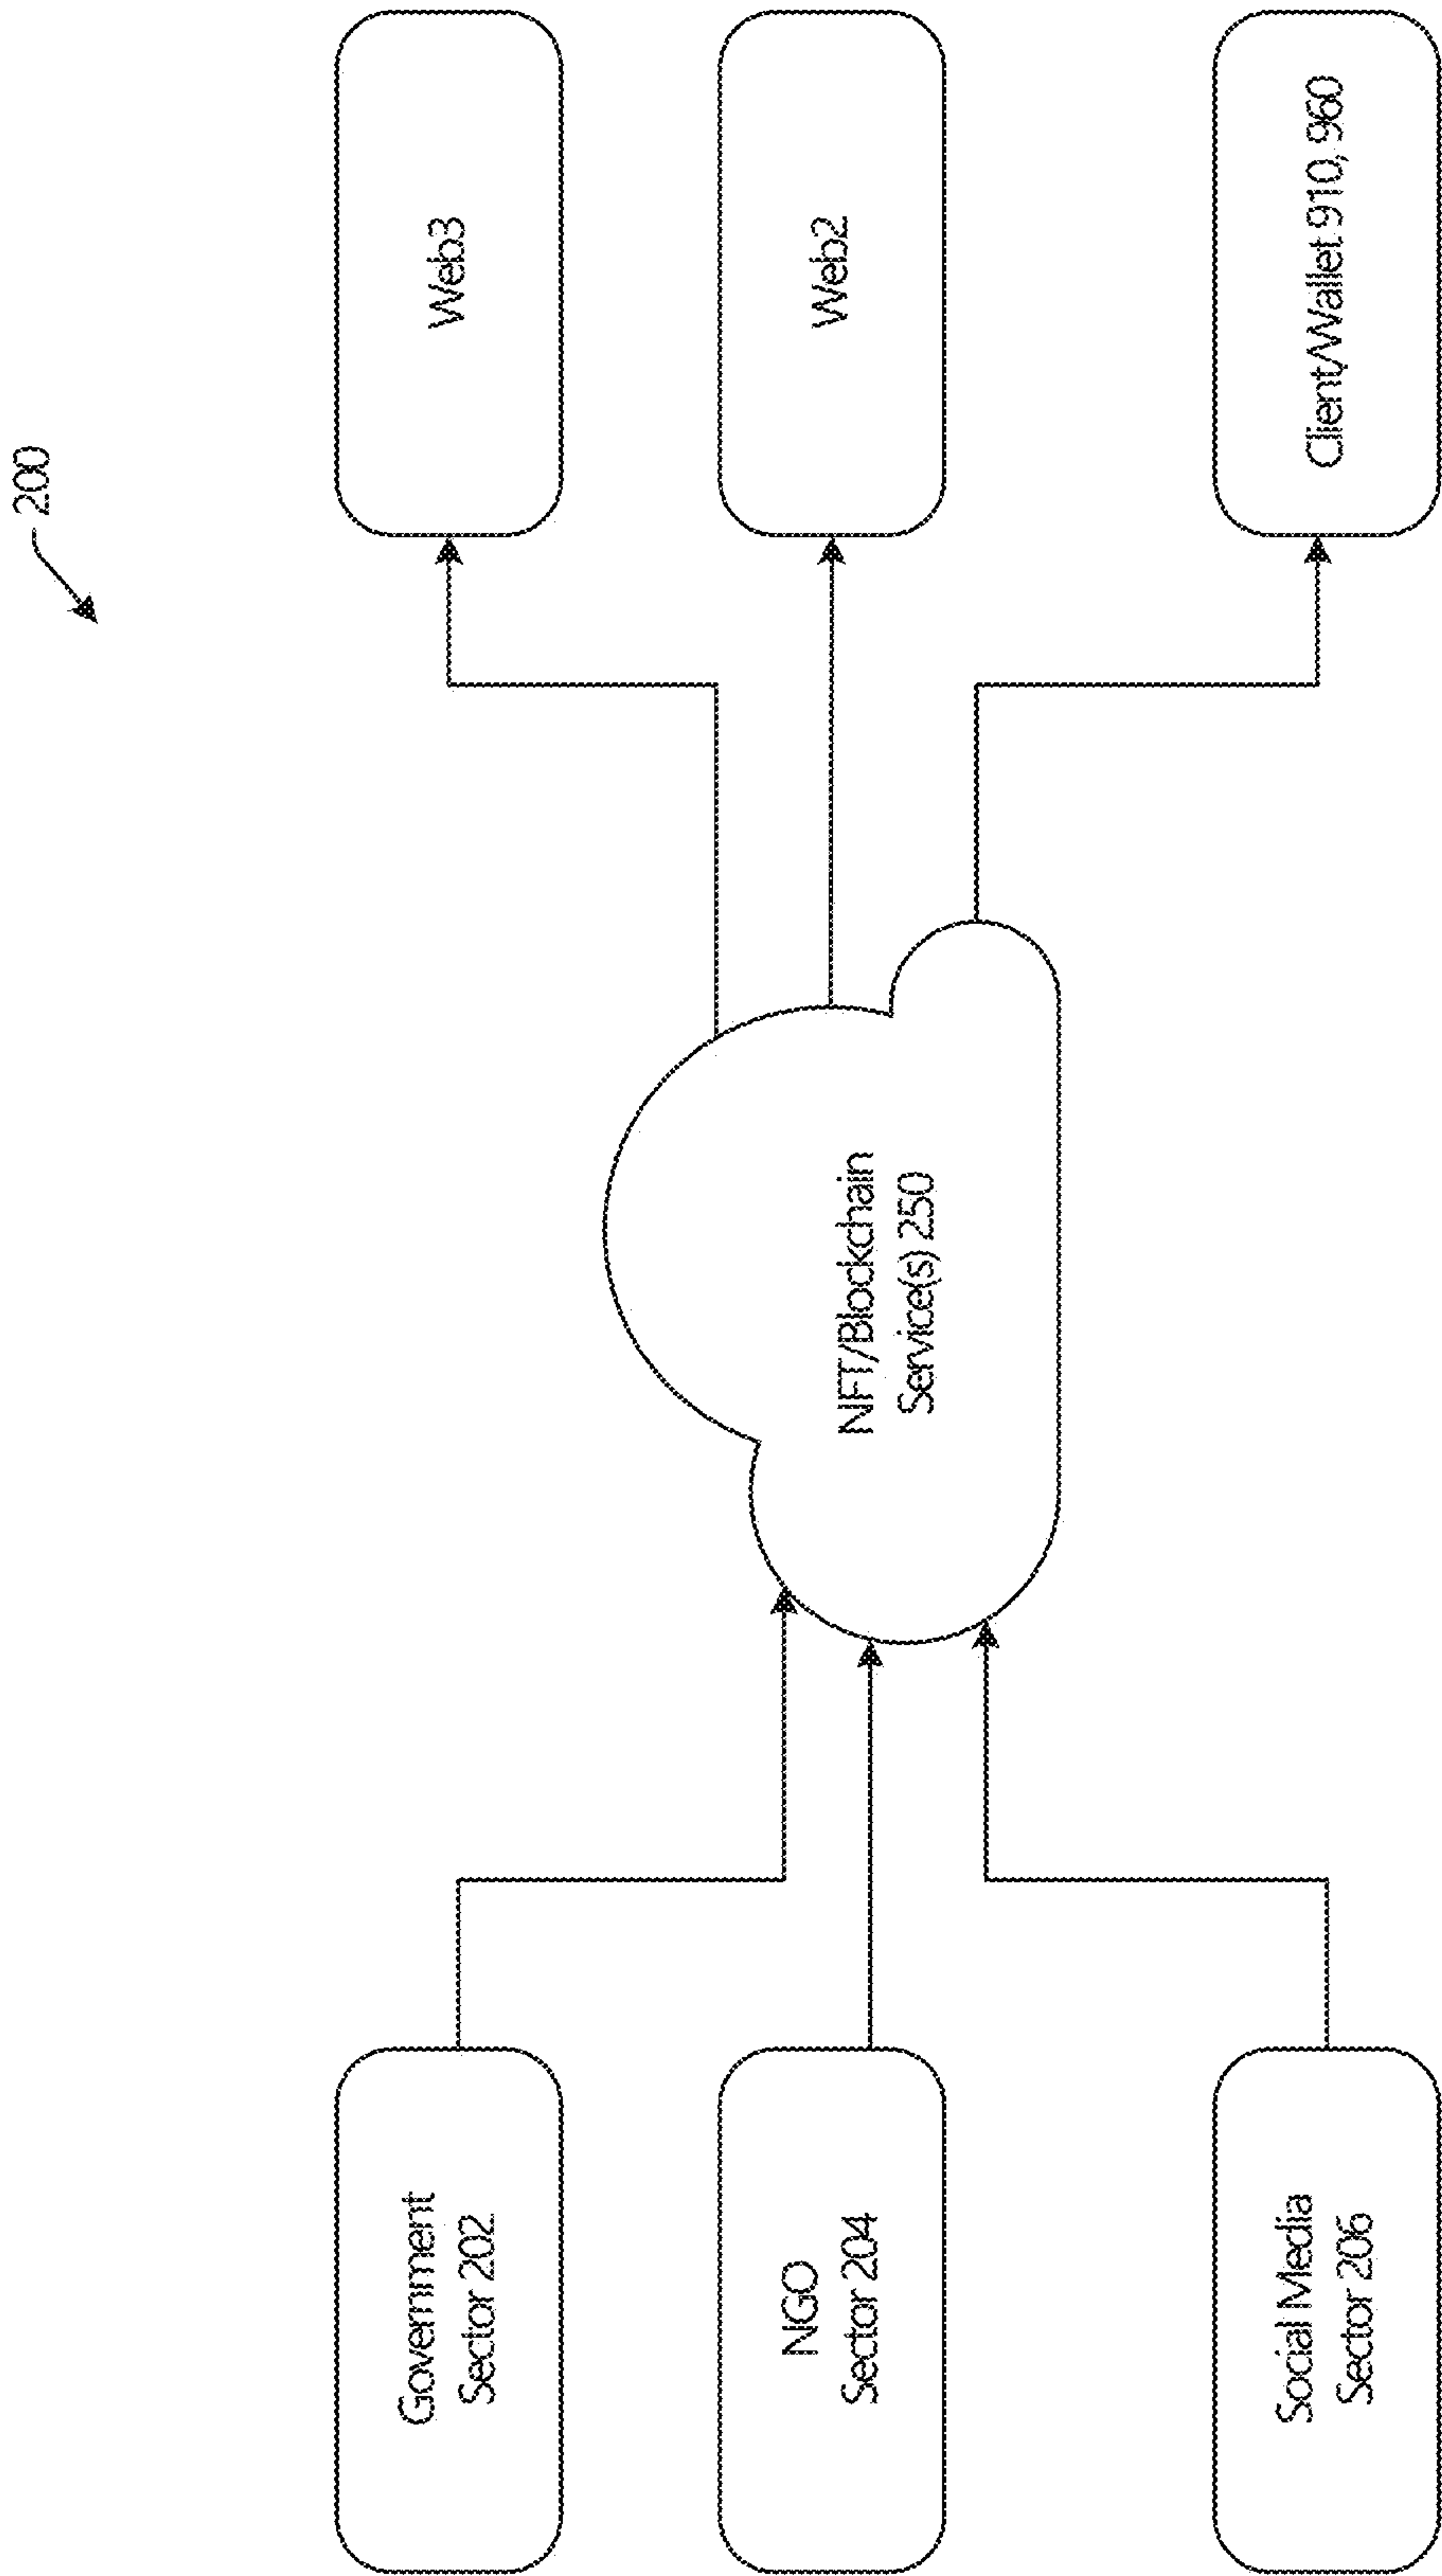 200
Government
Sector 202
NGO
Sector 204
Social Media
Sector 206
NFT/Blockchain
Service(s) 250
Web3
Web2
Client/Wallet 910, 960